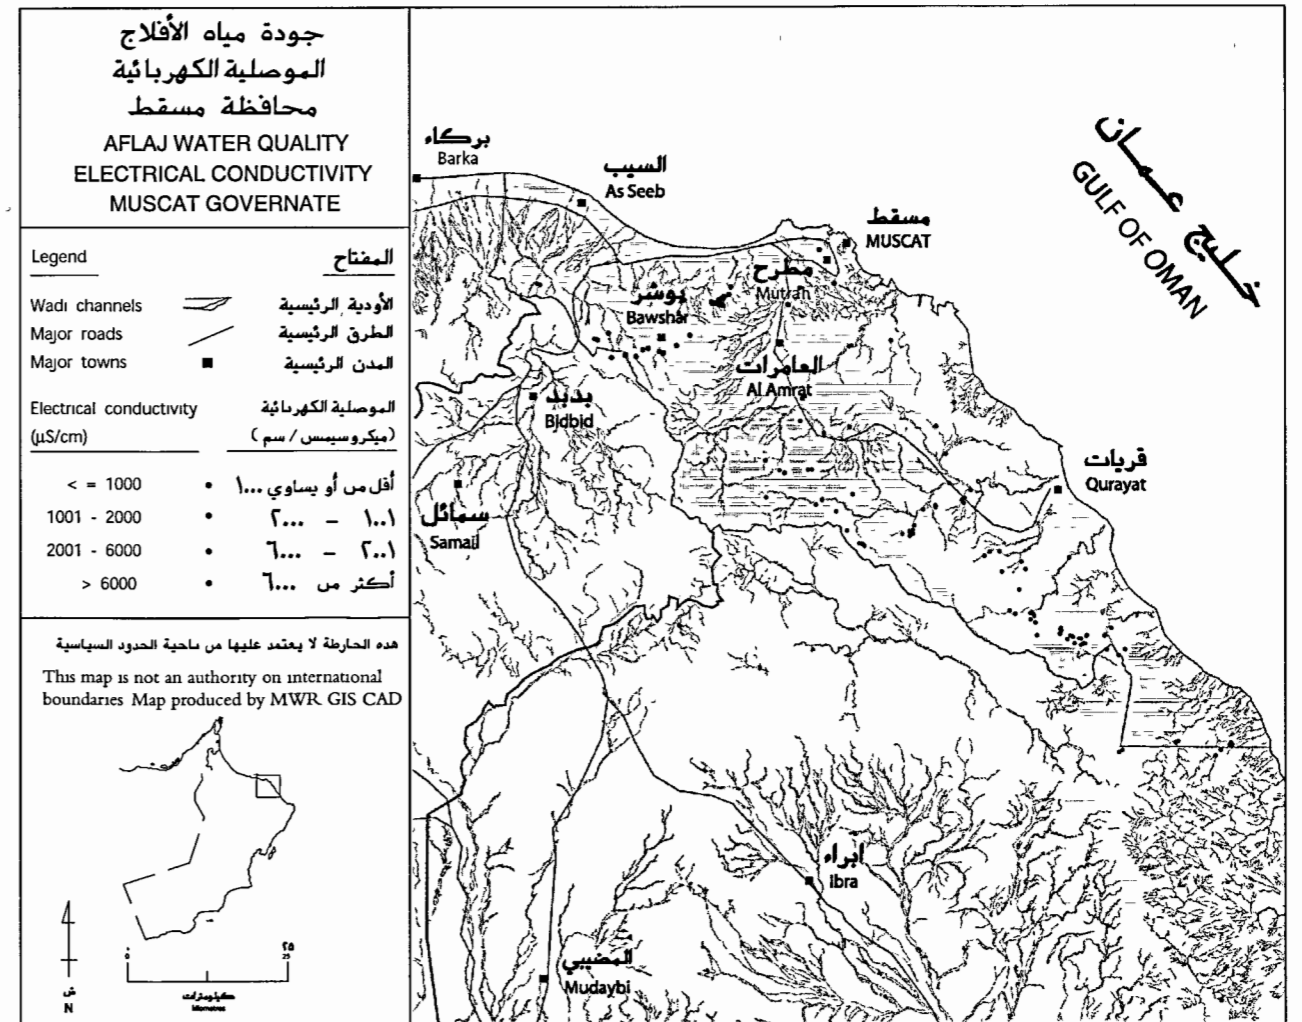 جودة مياه الأفلاج
الموصلية الكهربائية
محافظة مسقط
AFLAJ WATER QUALITY
ELECTRICAL CONDUCTIVITY
MUSCAT GOVERNATE
Legend المفتاح
Wadi channels الأودية الرئيسية
Major roads الطرق الرئيسية
Major towns المدن الرئيسية
Electrical conductivity الموصلية الكهربائية
(µS/cm) (ميكروسيمس / سم)
< = 1000 أقل من أو يساوي ١٠٠٠
1001 - 2000 ١٠٠١ – ٢٠٠٠
2001 - 6000 ٢٠٠١ – ٦٠٠٠
> 6000 أكثر من ٦٠٠٠
هذه الخارطة لا يعتمد عليها من ناحية الحدود السياسية
This map is not an authority on international
boundaries Map produced by MWR GIS CAD
٠ ٢٥
0 25
كيلومترات
kilometres
ش
N
بركاء
Barka
السيب
As Seeb
مسقط
MUSCAT
خليج عمان
GULF OF OMAN
مطرح
Mutrah
بوشر
Bawshar
العامرات
Al Amrat
بدبد
Bidbid
قريات
Qurayat
سمائل
Samail
ابراء
Ibra
المضيبي
Mudaybi